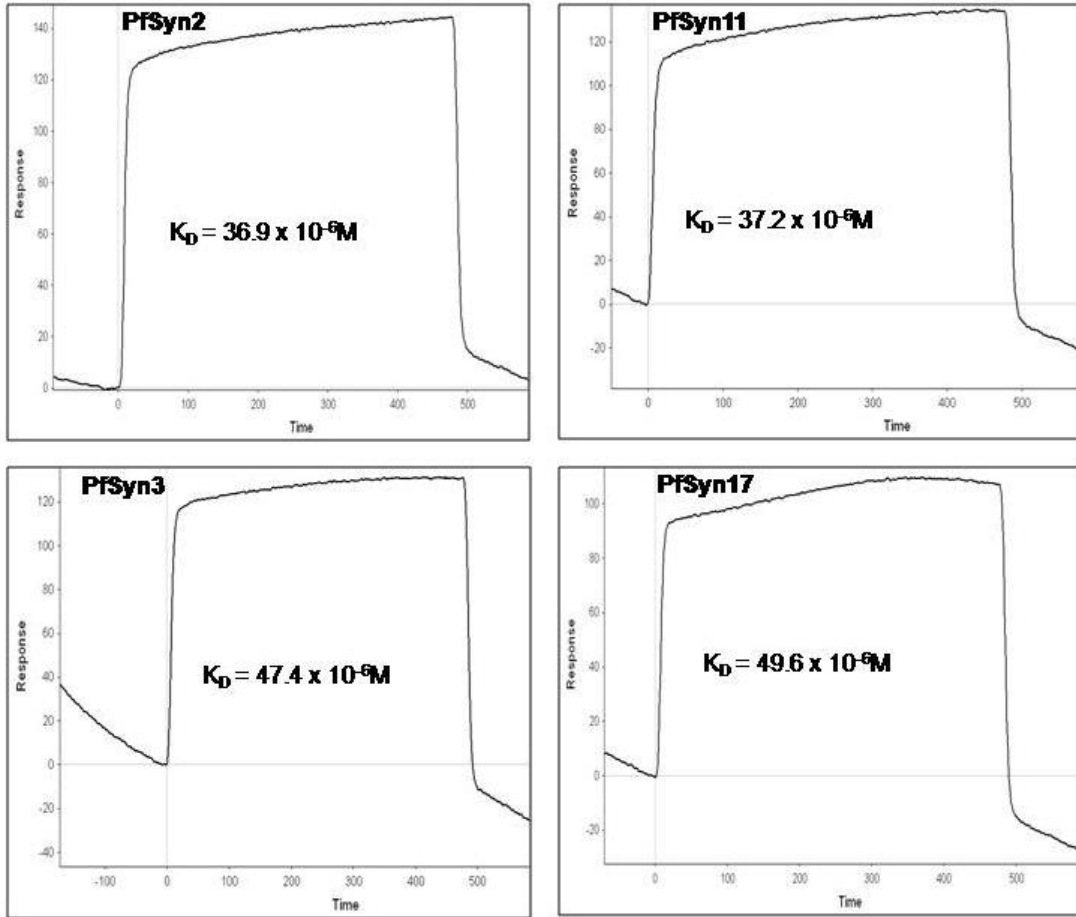 PfSyn2
140
120
100
80
60
40
20
0
Response
K_D = 36.9 x 10⁻⁶M
0 100 200 300 400 500
Time
PfSyn11
120
100
80
60
40
20
0
-20
Response
K_D = 37.2 x 10⁻⁶M
0 100 200 300 400 500
Time
PfSyn3
120
100
80
60
40
20
0
-20
-40
Response
K_D = 47.4 x 10⁻⁶M
-100 0 100 200 300 400 500
Time
PfSyn17
100
80
60
40
20
0
-20
Response
K_D = 49.6 x 10⁻⁶M
0 100 200 300 400 500
Time